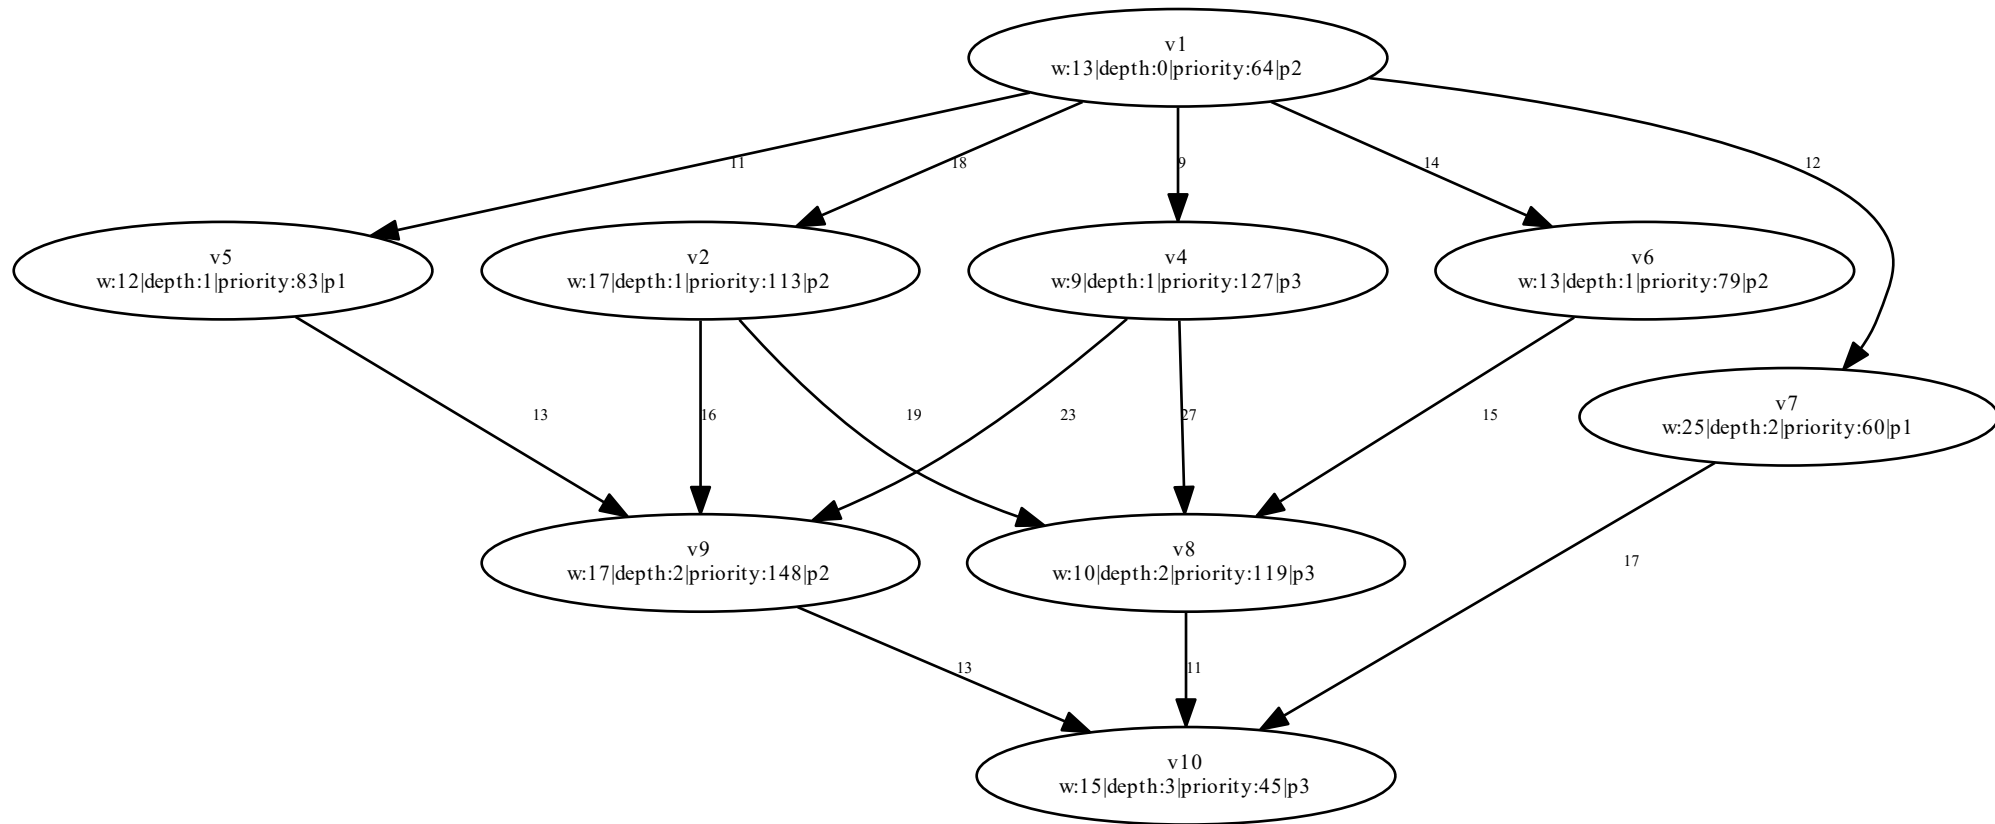 v1
w:13|depth:0|priority:64|p2
11
18
9
14
12
v5
w:12|depth:1|priority:83|p1
v2
w:17|depth:1|priority:113|p2
v4
w:9|depth:1|priority:127|p3
v6
w:13|depth:1|priority:79|p2
13
16
19
23
27
15
v7
w:25|depth:2|priority:60|p1
v9
w:17|depth:2|priority:148|p2
v8
w:10|depth:2|priority:119|p3
17
13
11
v10
w:15|depth:3|priority:45|p3